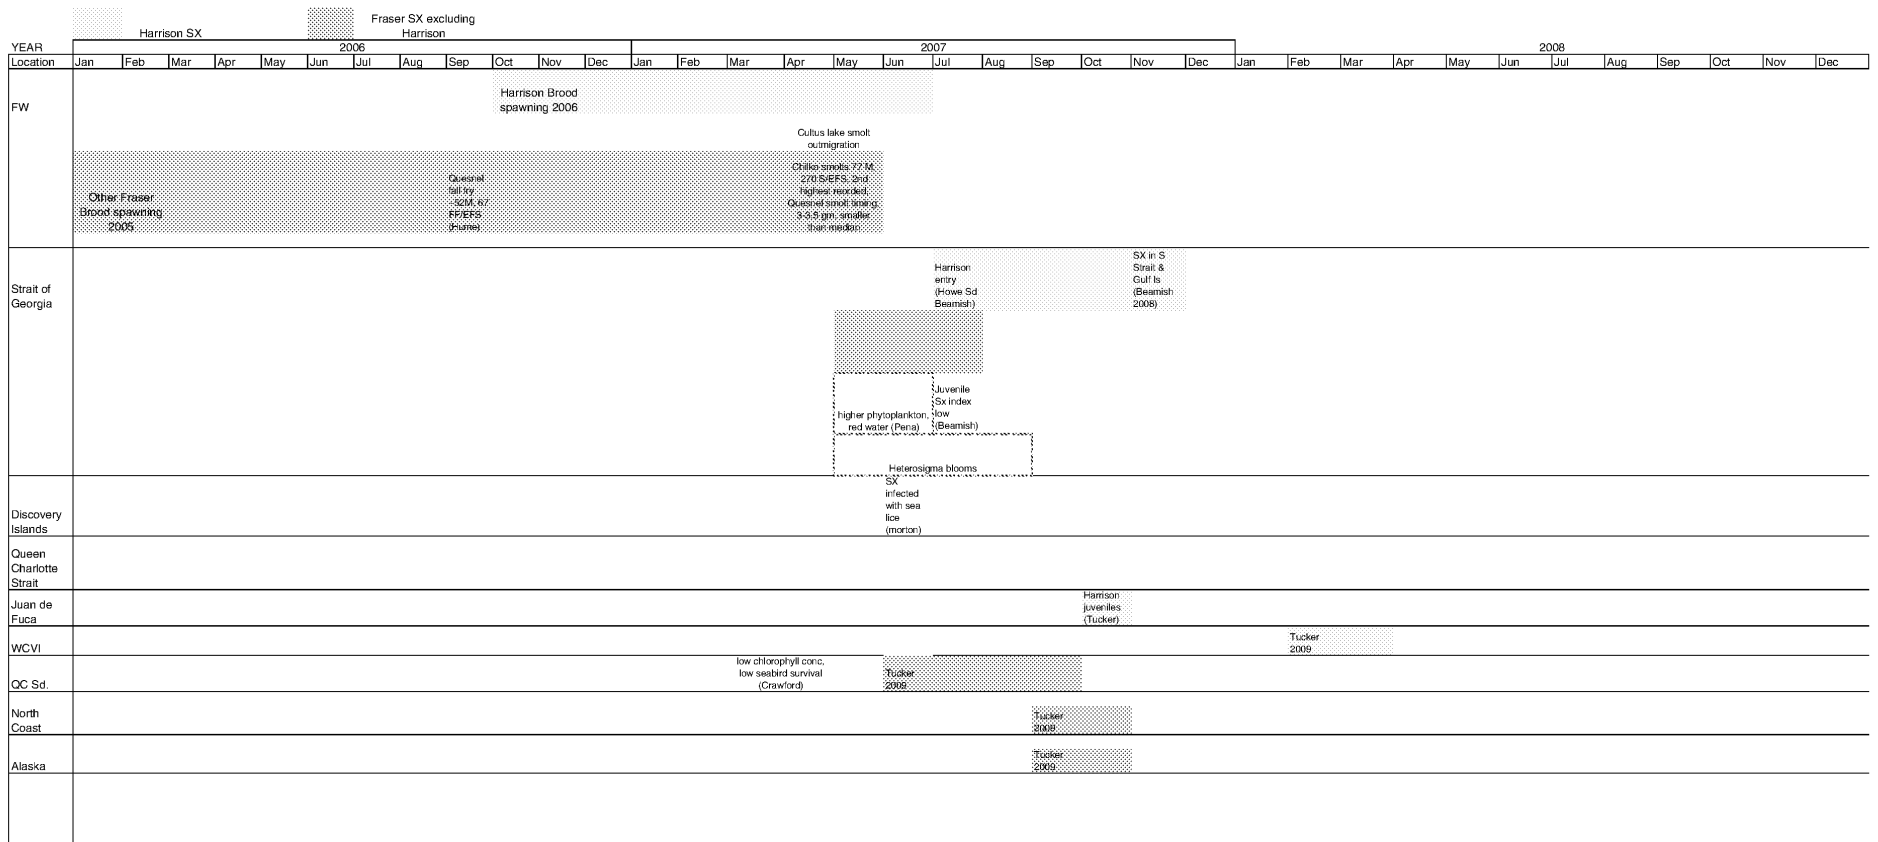 Harrison SX
Fraser SX excluding
Harrison
YEAR
2006
2007
2008
Location
Jan Feb Mar Apr May Jun Jul Aug Sep Oct Nov Dec Jan Feb Mar Apr May Jun Jul Aug Sep Oct Nov Dec Jan Feb Mar Apr May Jun Jul Aug Sep Oct Nov Dec
FW
Harrison Brood
spawning 2006
Cultus lake smolt
outmigration
Other Fraser
Brood spawning
2005
Quesnel
fall fry
~52M, 67
FF/EFS
(Hume)
Chilko smolts 77 M,
270 S/EFS, 2nd
highest reorded,
Quesnel smolt timing,
3-3.5 gm, smaller
than median
Strait of
Georgia
Harrison
entry
(Howe Sd
Beamish)
SX in S
Strait &
Gulf Is
(Beamish
2008)
higher phytoplankton,
red water (Pena)
Juvenile
Sx index
low
(Beamish)
Heterosigma blooms
Discovery
Islands
SX
infected
with sea
lice
(morton)
Queen
Charlotte
Strait
Juan de
Fuca
Harrison
juveniles
(Tucker)
WCVI
Tucker
2009
QC Sd.
low chlorophyll conc,
low seabird survival
(Crawford)
Tucker
2009
North
Coast
Tucker
2009
Alaska
Tucker
2009